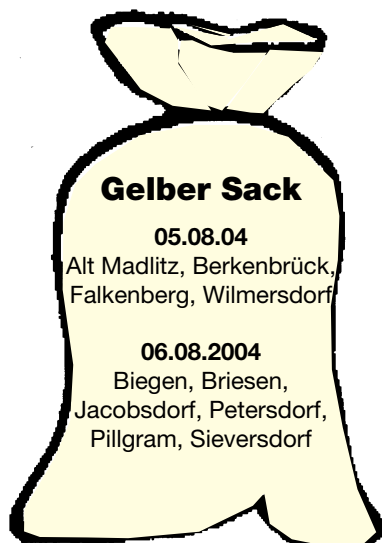 Gelber Sack
05.08.04
Alt Madlitz, Berkenbrück,
Falkenberg, Wilmersdorf
06.08.2004
Biegen, Briesen,
Jacobsdorf, Petersdorf,
Pillgram, Sieversdorf